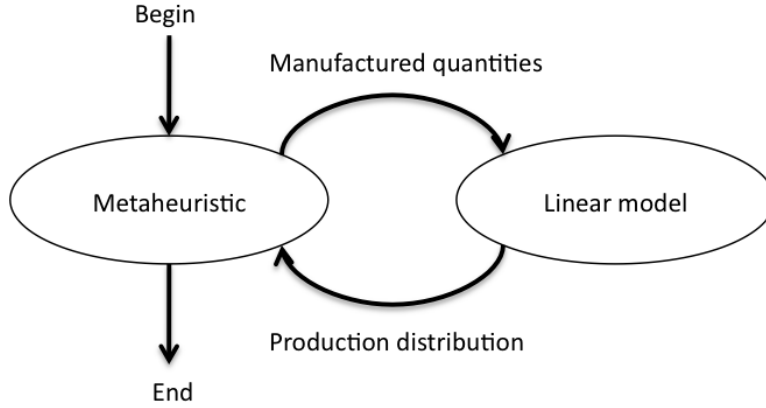 Begin
Manufactured quantities
Metaheuristic
Linear model
Production distribution
End